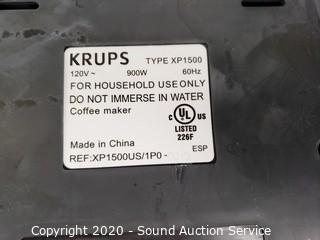 KRUPS TYPE XP1500
120V ~ 900W 60Hz
FOR HOUSEHOLD USE ONLY
DO NOT IMMERSE IN WATER
Coffee maker
C UL US
LISTED
226F
Made in China
ESP
REF:XP1500US/1P0 -
Copyright © 2020 - Sound Auction Service